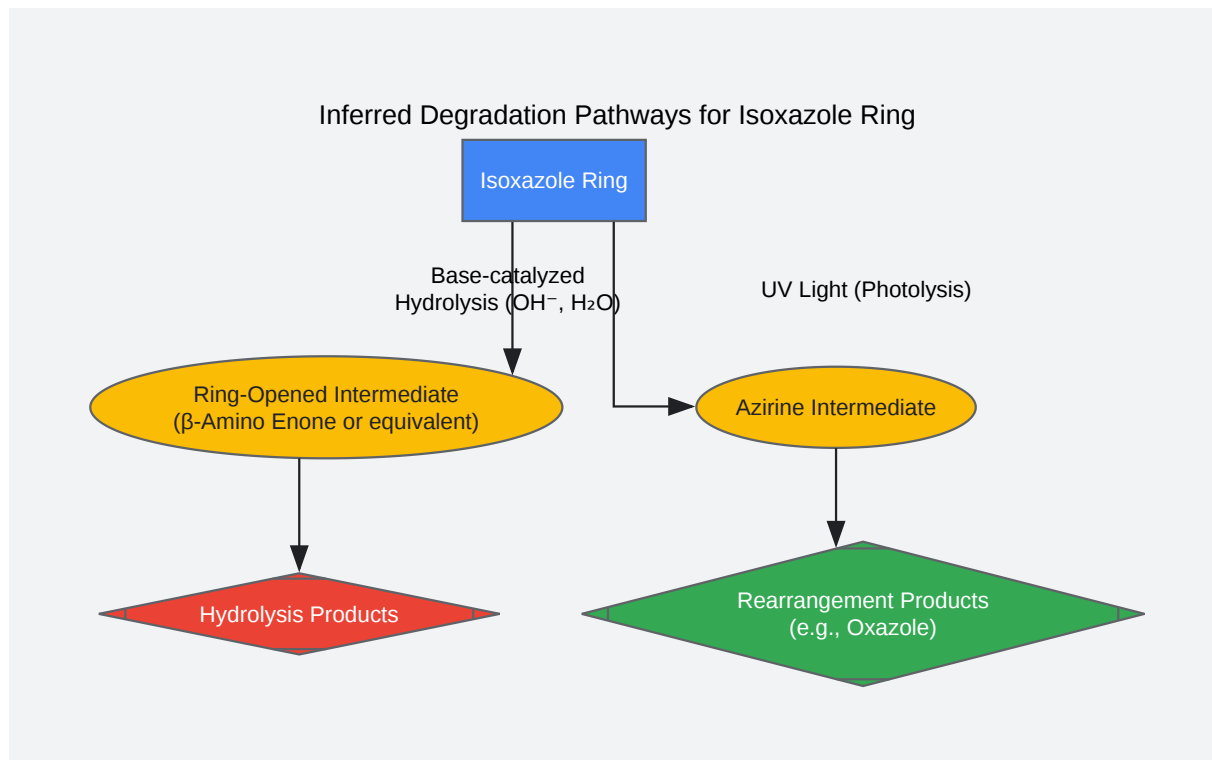 Inferred Degradation Pathways for Isoxazole Ring
Isoxazole Ring
Base-catalyzed
Hydrolysis (OH⁻, H₂O)
UV Light (Photolysis)
Ring-Opened Intermediate
(β-Amino Enone or equivalent)
Azirine Intermediate
Hydrolysis Products
Rearrangement Products
(e.g., Oxazole)